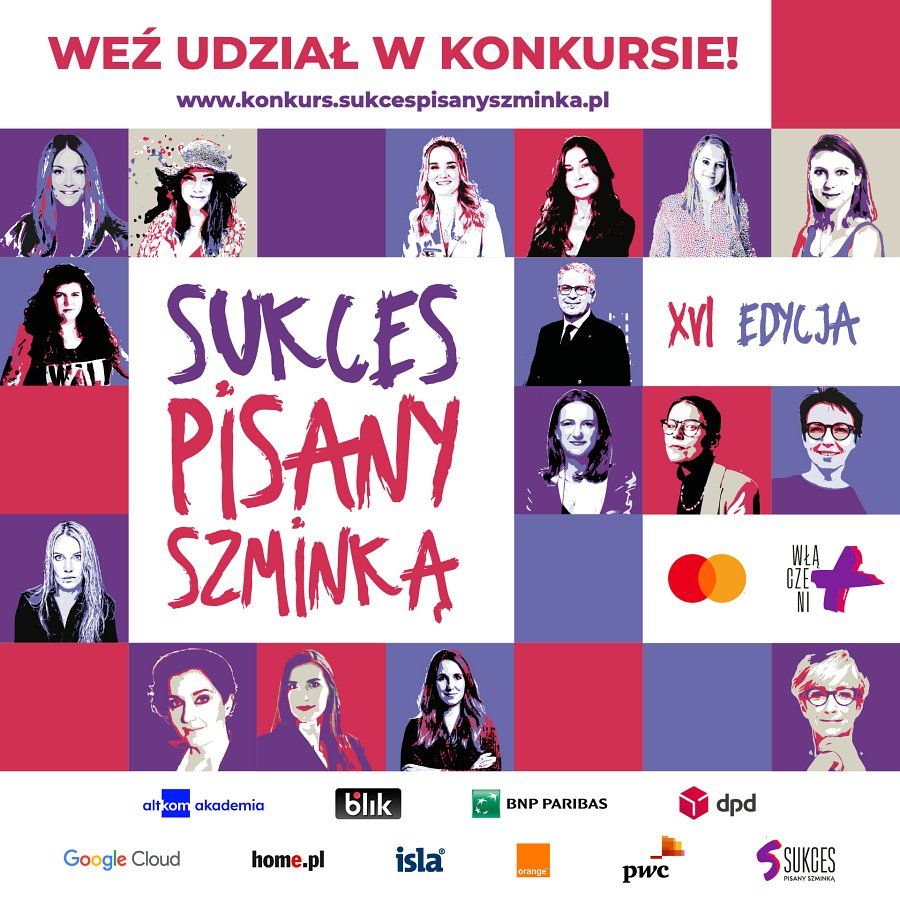 WEŹ UDZIAŁ W KONKURSIE!
www.konkurs.sukcespisanyszminka.pl
SUKCES
PISANY
SZMINKĄ
XVI EDYCJA
WŁĄ
CZE
NI
altkom akademia
blik
BNP PARIBAS
dpd
Google Cloud
home.pl
isla®
orange
pwc
SUKCES
PISANY SZMINKĄ